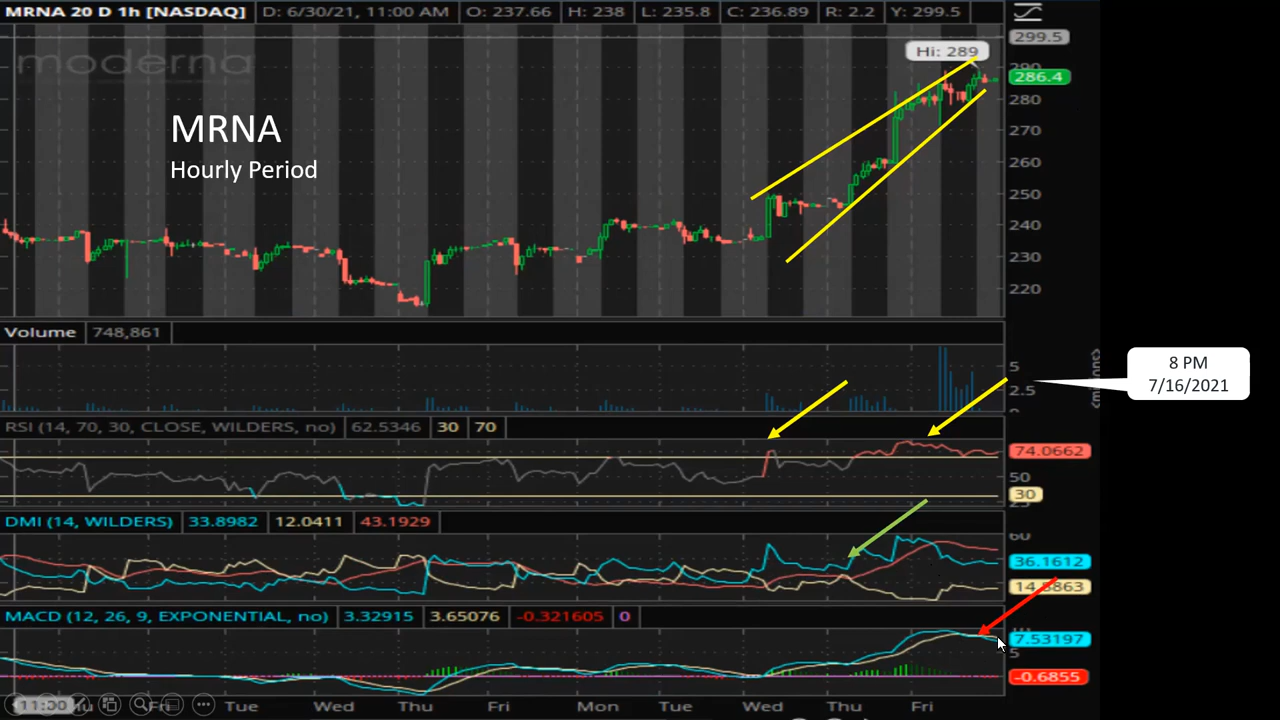 MRNA 20 D 1h [NASDAQ] D: 6/30/21, 11:00 AM O: 237.66 H: 238 L: 235.8 C: 236.89 R: 2.2 Y: 299.5
299.5
Hi: 289
290
moderna
286.4
280
MRNA
270
Hourly Period
260
250
240
230
220
Volume 748,861
8 PM
7/16/2021
5
2.5
RSI (14, 70, 30, CLOSE, WILDERS, no) 62.5346 30 70
74.0662
50
30
25
DMI (14, WILDERS) 33.8982 12.0411 43.1929
60
36.1612
MACD (12, 26, 9, EXPONENTIAL, no) 3.32915 3.65076 -0.321605 0
7.53197
5
-0.6855
11:00 Fri Tue Wed Thu Fri Mon Tue Wed Thu Fri